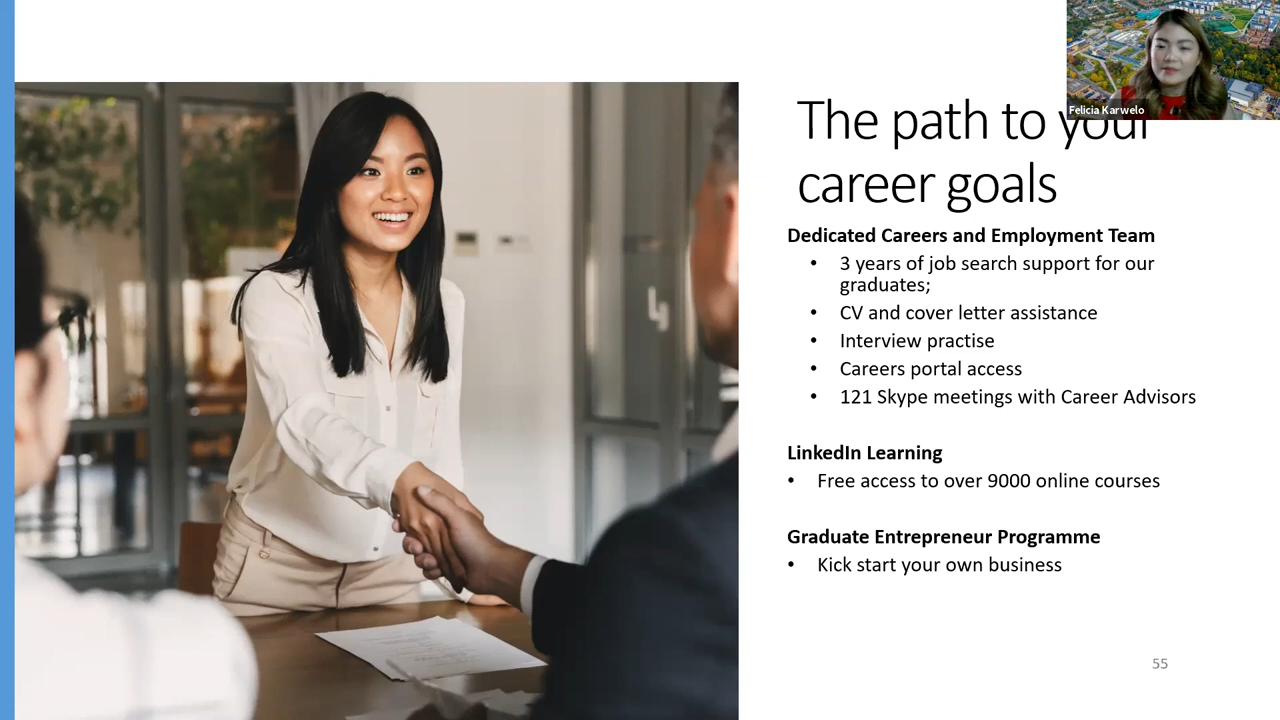 Felicia Karwelo
The path to your
career goals
Dedicated Careers and Employment Team
• 3 years of job search support for our
graduates;
• CV and cover letter assistance
• Interview practise
• Careers portal access
• 121 Skype meetings with Career Advisors
LinkedIn Learning
• Free access to over 9000 online courses
Graduate Entrepreneur Programme
• Kick start your own business
55